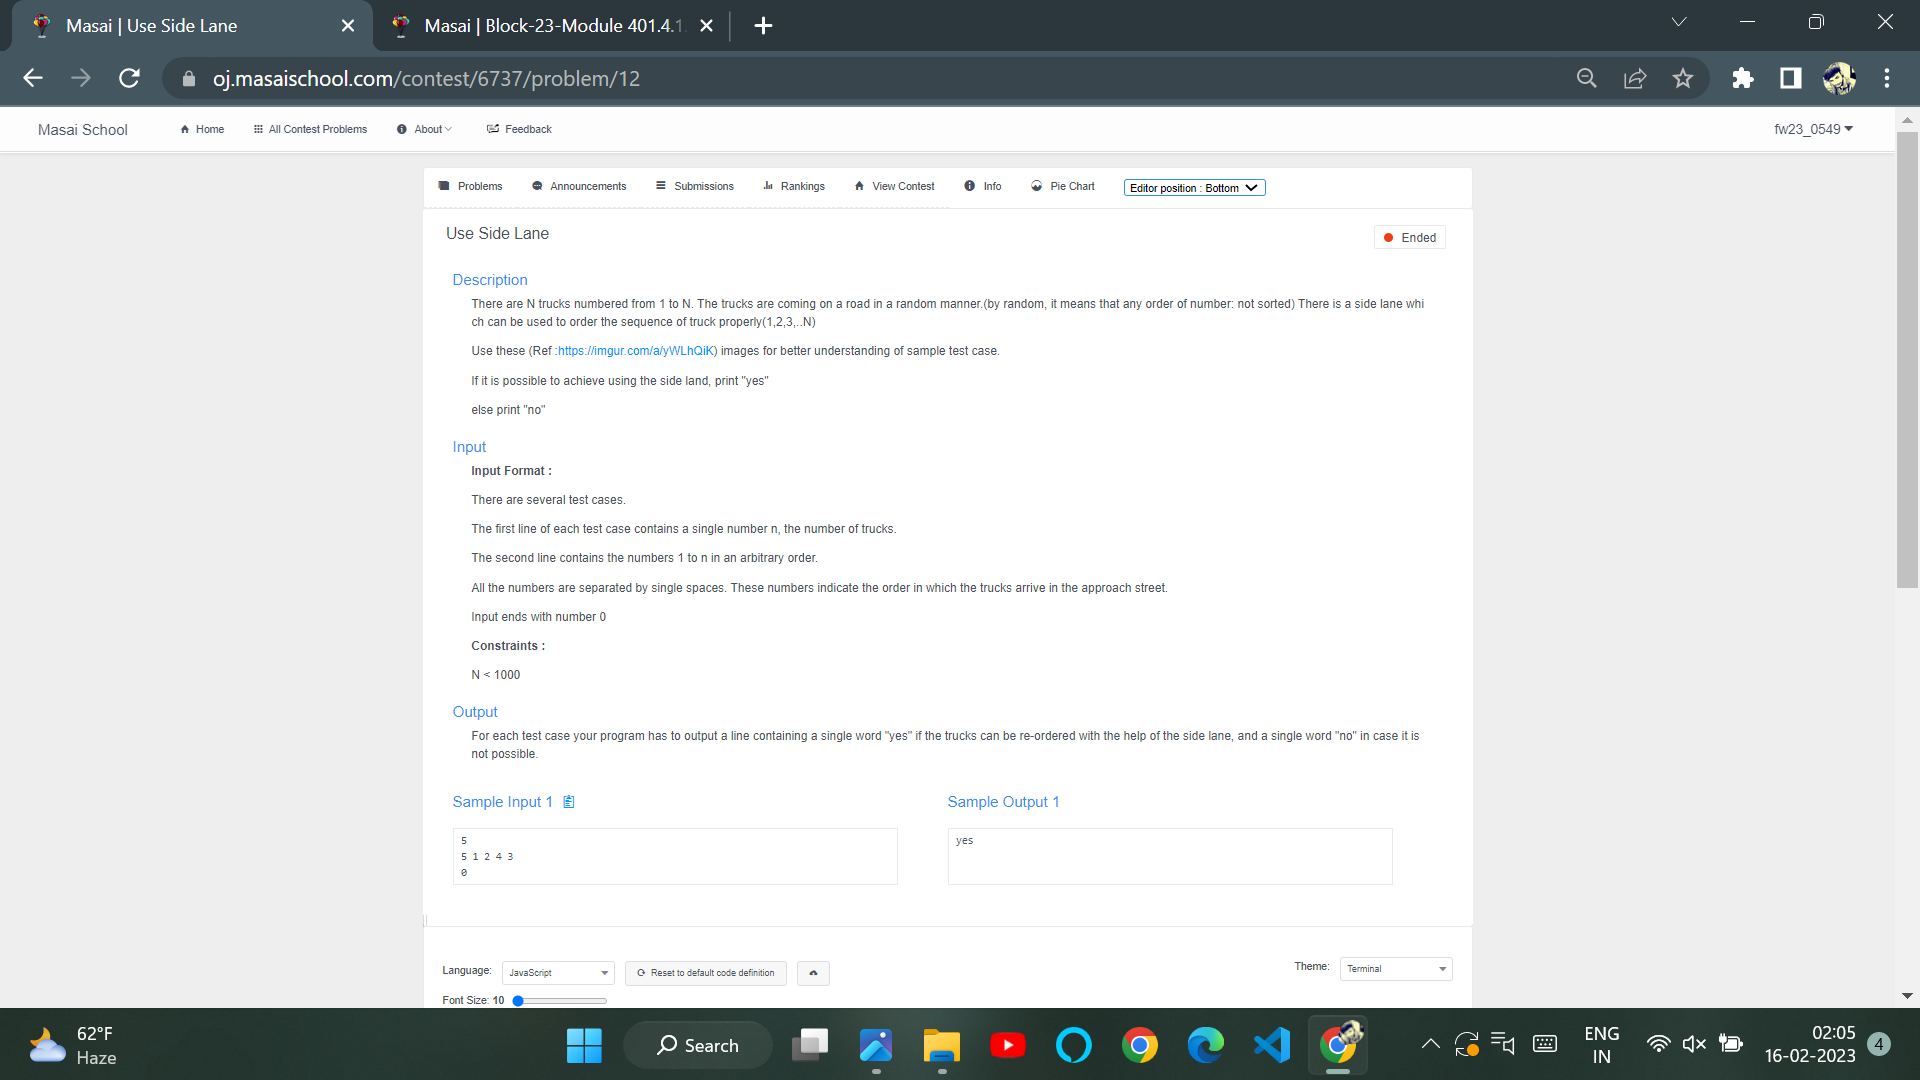 Masai | Use Side Lane
Masai | Block-23-Module 401.4.1
oj.masaischool.com/contest/6737/problem/12
Masai School
Home
All Contest Problems
About
Feedback
fw23_0549
Problems
Announcements
Submissions
Rankings
View Contest
Info
Pie Chart
Editor position : Bottom
Use Side Lane
Ended
Description
There are N trucks numbered from 1 to N. The trucks are coming on a road in a random manner.(by random, it means that any order of number: not sorted) There is a side lane whi
ch can be used to order the sequence of truck properly(1,2,3,..N)
Use these (Ref :https://imgur.com/a/yWLhQiK) images for better understanding of sample test case.
If it is possible to achieve using the side land, print "yes"
else print "no"
Input
Input Format :
There are several test cases.
The first line of each test case contains a single number n, the number of trucks.
The second line contains the numbers 1 to n in an arbitrary order.
All the numbers are separated by single spaces. These numbers indicate the order in which the trucks arrive in the approach street.
Input ends with number 0
Constraints :
N < 1000
Output
For each test case your program has to output a line containing a single word "yes" if the trucks can be re-ordered with the help of the side lane, and a single word "no" in case it is
not possible.
Sample Input 1
Sample Output 1
5
5 1 2 4 3
0
yes
Language:
JavaScript
Reset to default code definition
Theme:
Terminal
Font Size: 10
62°F
Haze
Search
ENG
IN
02:05
16-02-2023
4